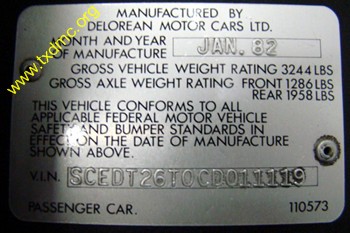 MANUFACTURED BY
DELOREAN MOTOR CARS LTD.
MONTH AND YEAR
OF MANUFACTURE JAN. 82
GROSS VEHICLE WEIGHT RATING 3244 LBS
GROSS AXLE WEIGHT RATING FRONT 1286 LBS
REAR 1958 LBS
THIS VEHICLE CONFORMS TO ALL
APPLICABLE FEDERAL MOTOR VEHICLE
SAFETY AND BUMPER STANDARDS IN
EFFECT ON THE DATE OF MANUFACTURE
SHOWN ABOVE.
V.I.N. SCEDT26T0CD011119
PASSENGER CAR. 110573
www.txdmc.org